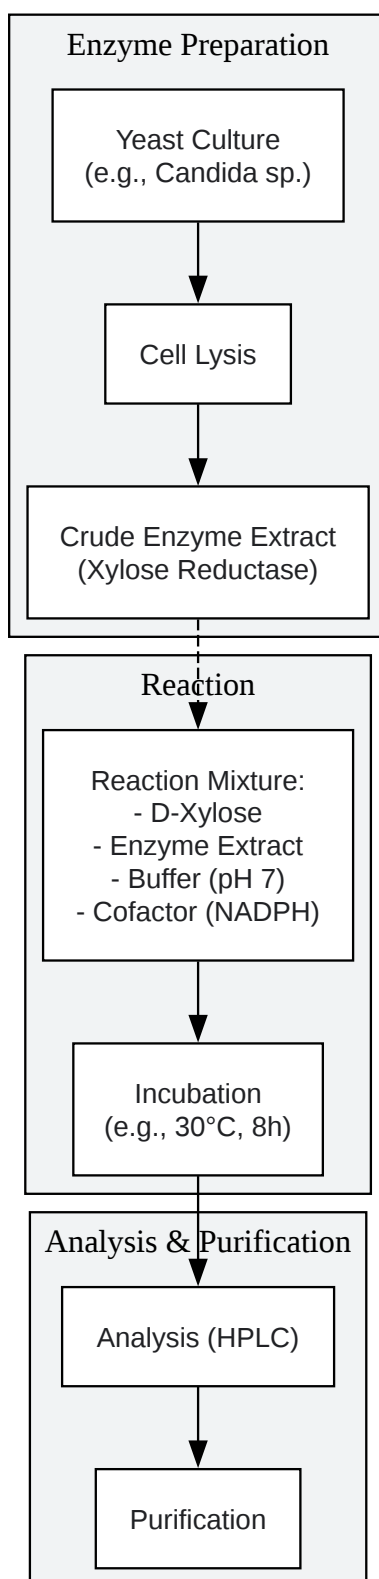 Enzyme Preparation
Yeast Culture
(e.g., Candida sp.)
Cell Lysis
Crude Enzyme Extract
(Xylose Reductase)
Reaction
Reaction Mixture:
- D-Xylose
- Enzyme Extract
- Buffer (pH 7)
- Cofactor (NADPH)
Incubation
(e.g., 30°C, 8h)
Analysis & Purification
Analysis (HPLC)
Purification